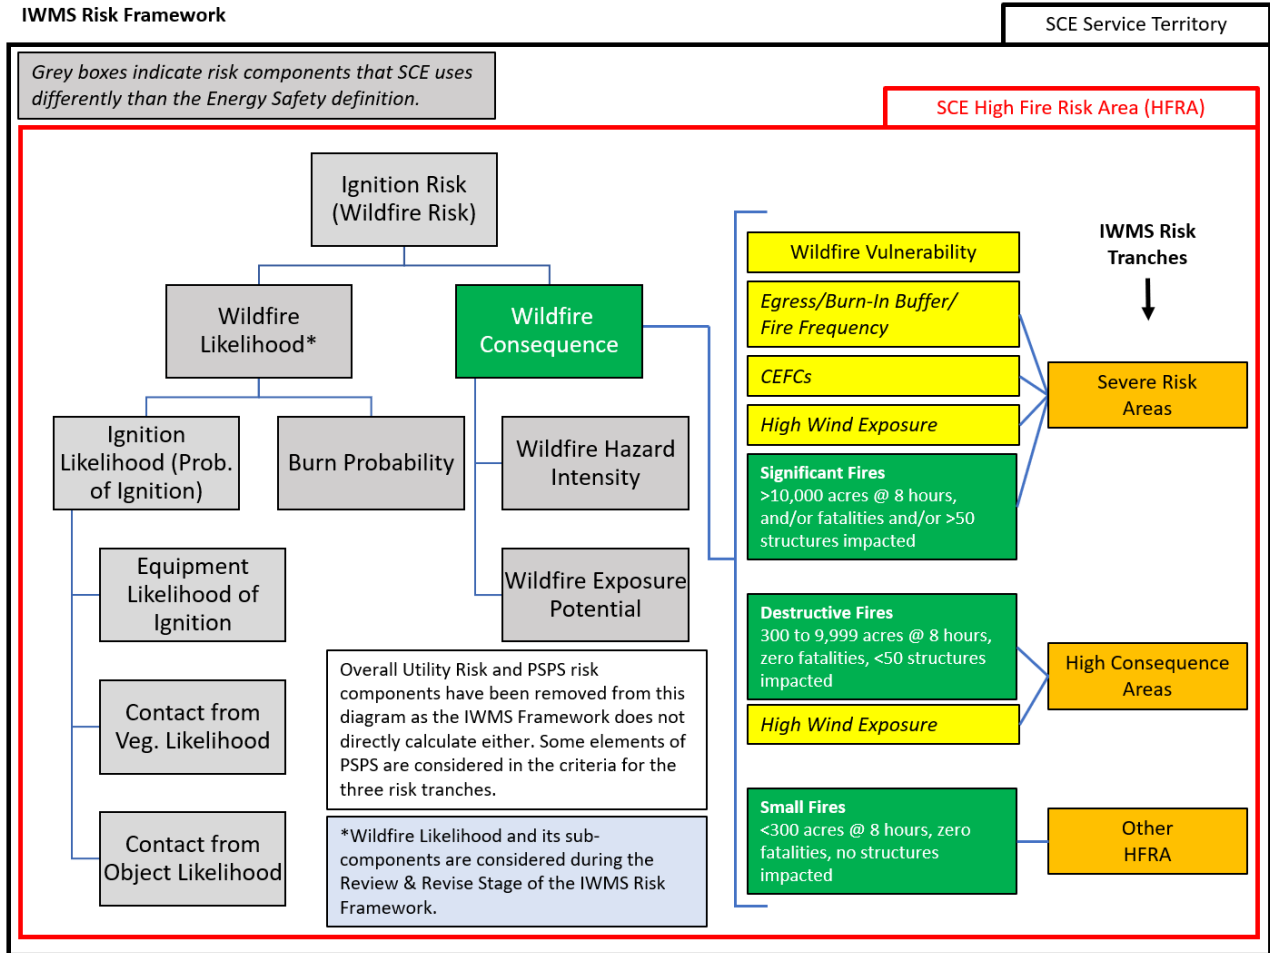 IWMS Risk Framework
SCE Service Territory
Grey boxes indicate risk components that SCE uses
differently than the Energy Safety definition.
SCE High Fire Risk Area (HFRA)
Ignition Risk
(Wildfire Risk)
Wildfire
Likelihood*
Wildfire
Consequence
Ignition
Likelihood (Prob.
of Ignition)
Burn Probability
Wildfire Hazard
Intensity
Equipment
Likelihood of
Ignition
Wildfire Exposure
Potential
Contact from
Veg. Likelihood
Contact from
Object Likelihood
Overall Utility Risk and PSPS risk
components have been removed from this
diagram as the IWMS Framework does not
directly calculate either. Some elements of
PSPS are considered in the criteria for the
three risk tranches.
*Wildfire Likelihood and its sub-
components are considered during the
Review & Revise Stage of the IWMS Risk
Framework.
Wildfire Vulnerability
Egress/Burn-In Buffer/
Fire Frequency
CEFCs
High Wind Exposure
Significant Fires
>10,000 acres @ 8 hours,
and/or fatalities and/or >50
structures impacted
Destructive Fires
300 to 9,999 acres @ 8 hours,
zero fatalities, <50 structures
impacted
High Wind Exposure
Small Fires
<300 acres @ 8 hours, zero
fatalities, no structures
impacted
IWMS Risk
Tranches
Severe Risk
Areas
High Consequence
Areas
Other
HFRA